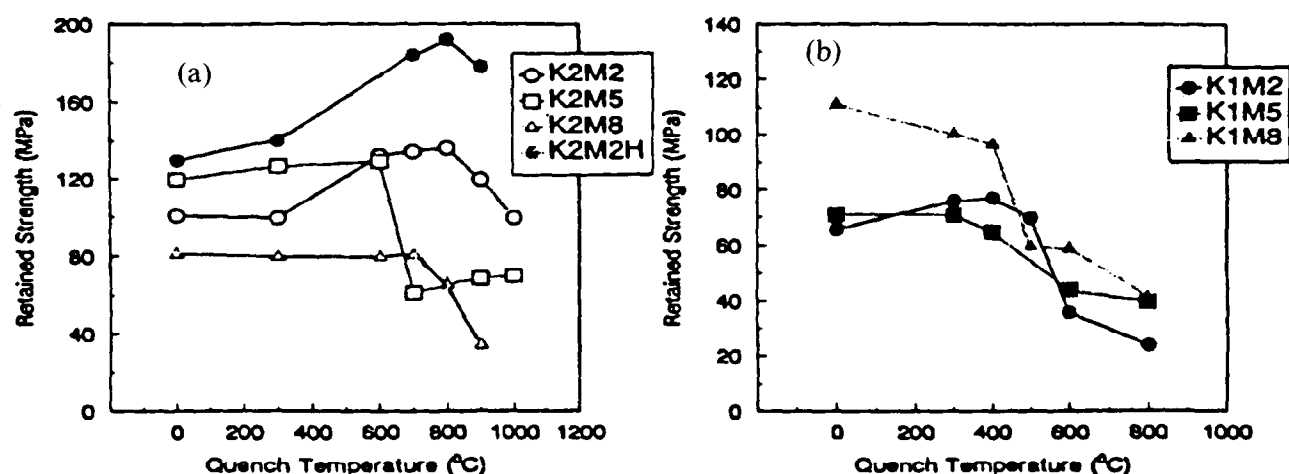 200
160
120
80
40
0
0 200 400 600 800 1000 1200
Retained Strength (MPa)
Quench Temperature (°C)
(a)
K2M2
K2M5
K2M8
K2M2H
140
120
100
80
60
40
20
0
0 200 400 600 800 1000
Retained Strength (MPa)
Quench Temperature (°C)
(b)
K1M2
K1M5
K1M8